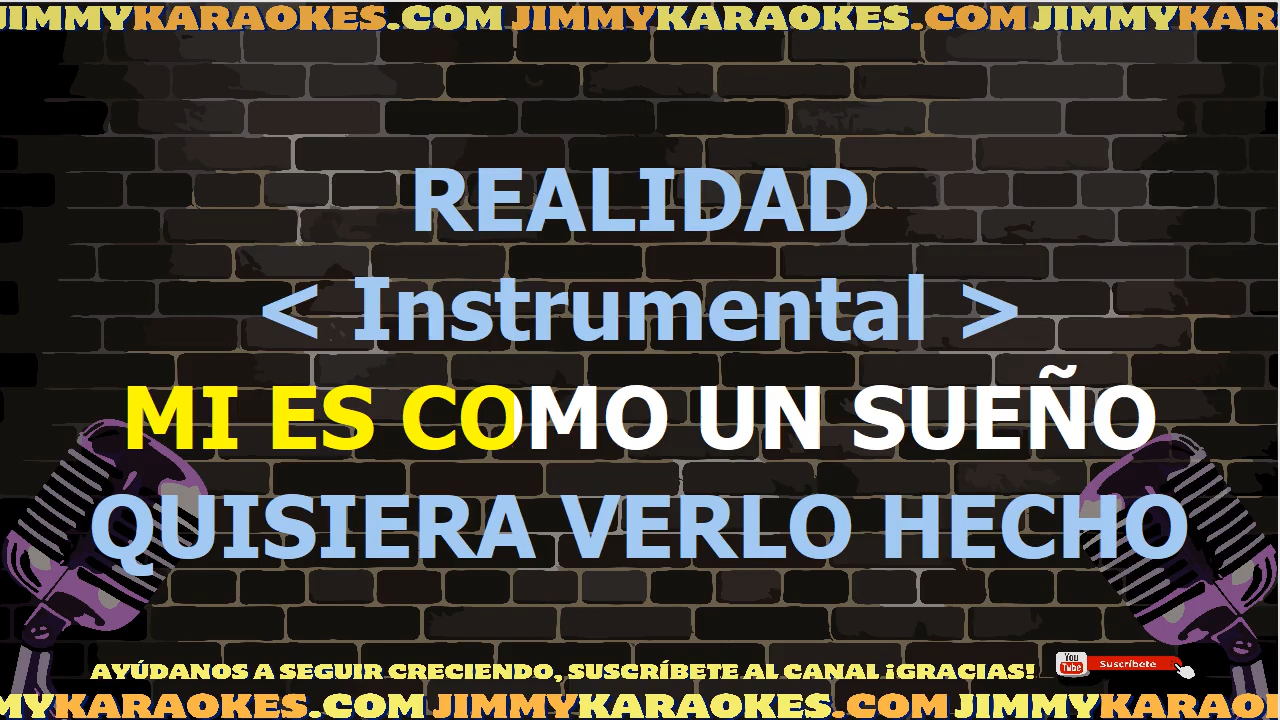 JIMMYKARAOKES.COM JIMMYKARAOKES.COM JIMMYKAR
REALIDAD
< Instrumental >
MI ES COMO UN SUEÑO
QUISIERA VERLO HECHO
AYÚDANOS A SEGUIR CRECIENDO, SUSCRÍBETE AL CANAL ¡GRACIAS!
You Tube Suscríbete
MYKARAOKES.COM JIMMYKARAOKES.COM JIMMYKARAO